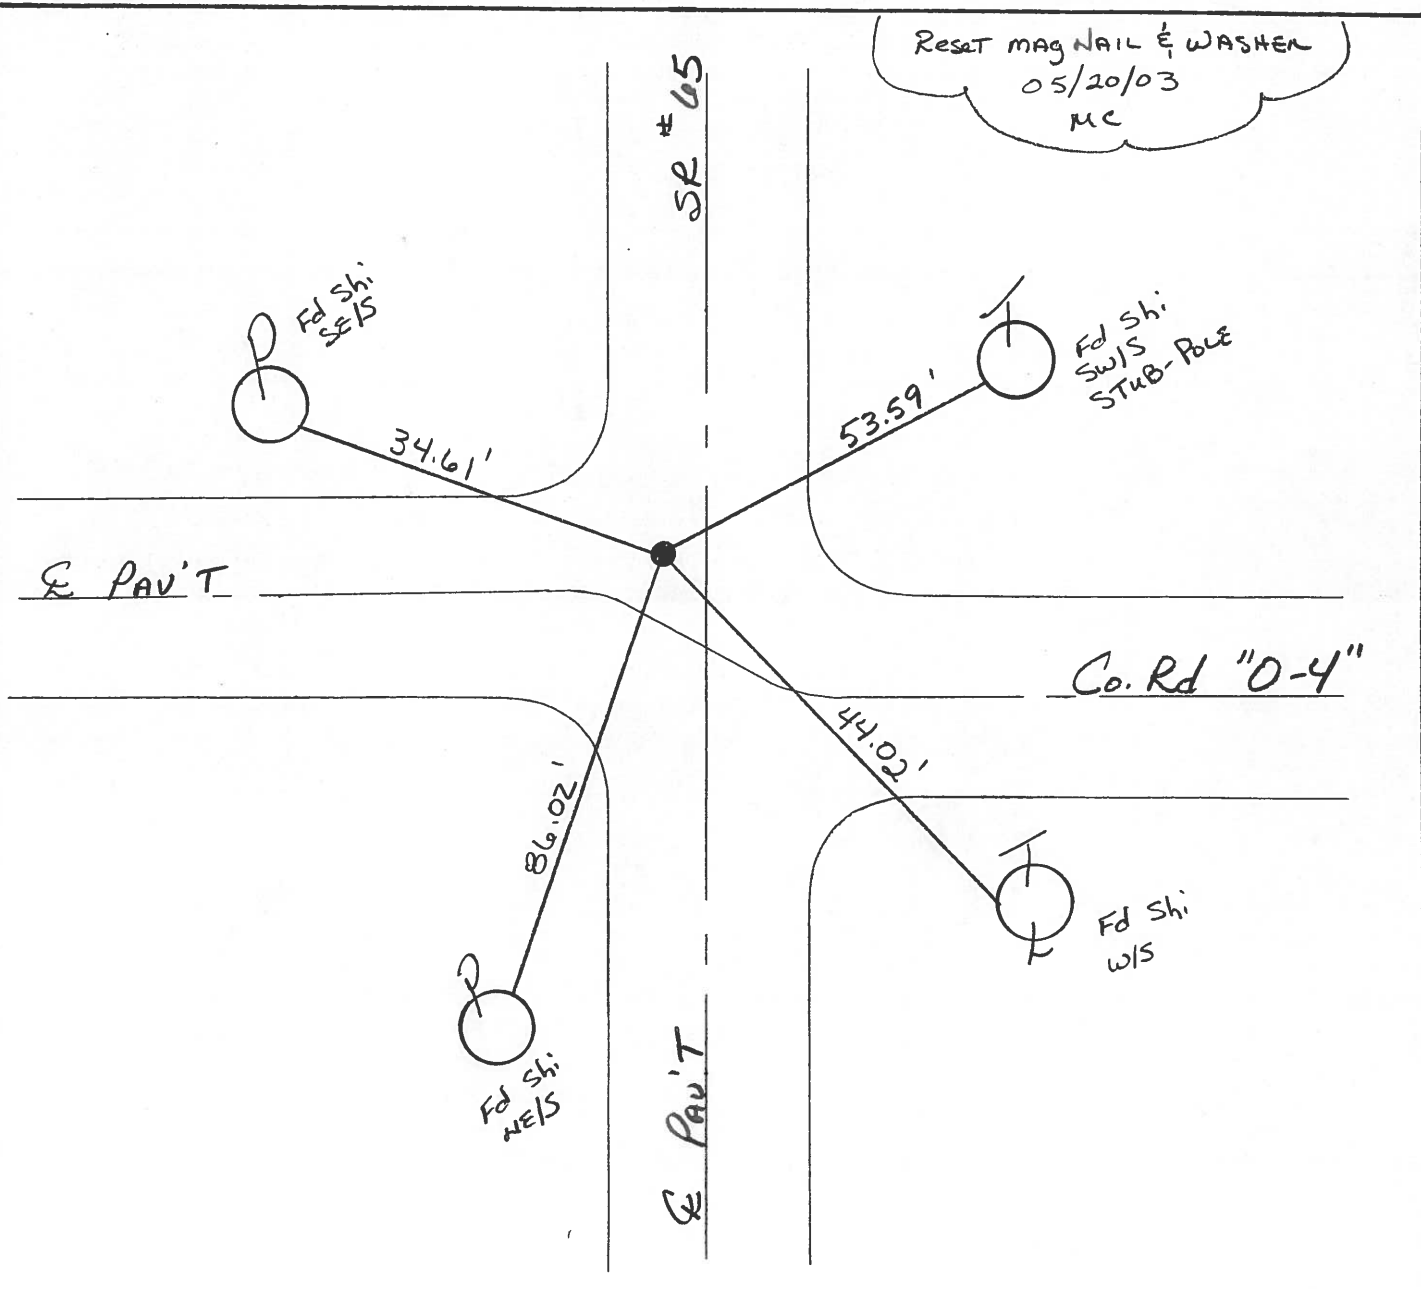 Reset MAG NAIL & WASHER
05/20/03
MC
SR # 65
Fd Shi
SE/S
Fd Shi
SW/S
STUB-POLE
34.61'
53.59'
℄ PAV'T
Co. Rd "O-4"
44.02'
86.02'
Fd Shi
W/S
Fd Shi
NE/S
℄ PAV'T